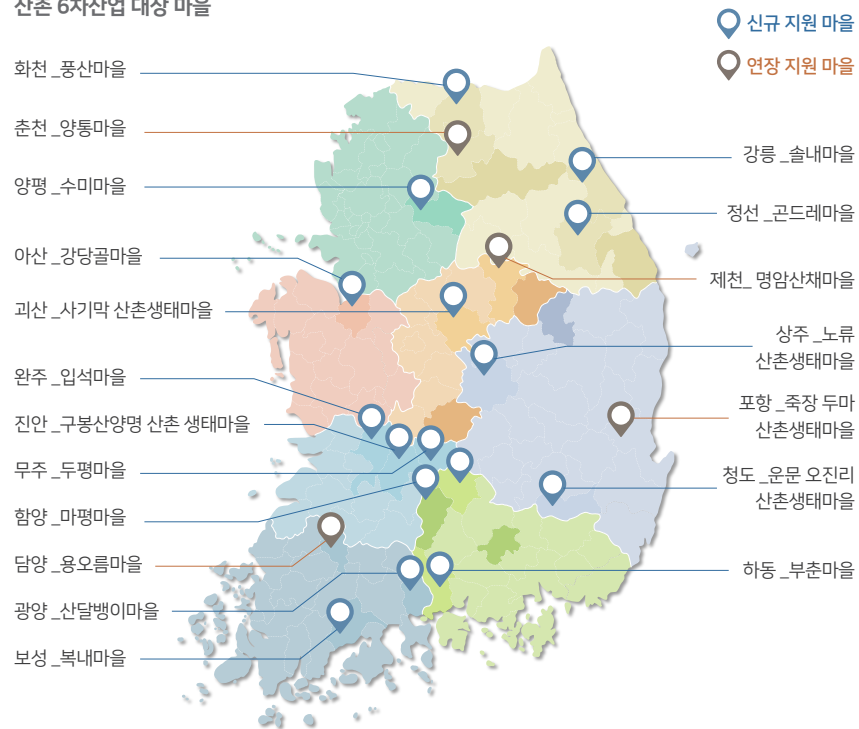 산촌 6차산업 대상 마을
신규 지원 마을
연장 지원 마을
화천 _풍산마을
춘천 _양통마을
양평 _수미마을
아산 _강당골마을
괴산 _사기막 산촌생태마을
완주 _입석마을
진안 _구봉산양명 산촌 생태마을
무주 _두평마을
함양 _마평마을
담양 _용오름마을
광양 _산달뱅이마을
보성 _복내마을
강릉 _솔내마을
정선 _곤드레마을
제천_ 명암산채마을
상주 _노류
산촌생태마을
포항 _죽장 두마
산촌생태마을
청도 _운문 오진리
산촌생태마을
하동 _부춘마을